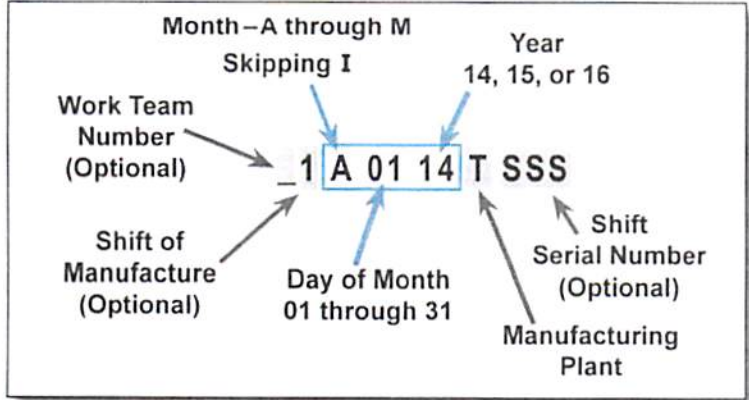 Month–A through M
Skipping I
Year
14, 15, or 16
Work Team
Number
(Optional)
_1 A 01 14 T SSS
Shift of
Manufacture
(Optional)
Day of Month
01 through 31
Shift
Serial Number
(Optional)
Manufacturing
Plant